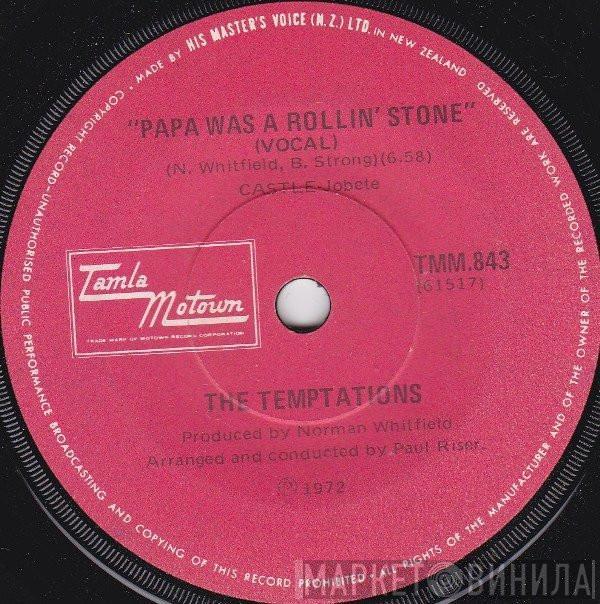 MADE BY HIS MASTER'S VOICE (N.Z.) LTD. IN NEW ZEALAND
COPYRIGHT RECORD-UNAUTHORISED PUBLIC PERFORMANCE BROADCASTING AND COPYING OF THIS RECORD PROHIBITED-ALL RIGHTS OF THE MANUFACTURER AND OF THE OWNER OF THE RECORDED WORK ARE RESERVED
"PAPA WAS A ROLLIN' STONE"
(VOCAL)
(N. Whitfield, B. Strong)(6.58)
CASTLE-Jobete
Tamla
Motown
TRADE MARK OF MOTOWN RECORD CORPORATION
TMM.843
(61517)
THE TEMPTATIONS
Produced by Norman Whitfield.
Arranged and conducted by Paul Riser.
Ⓟ1972
МАРКЕТ ВИНИЛА